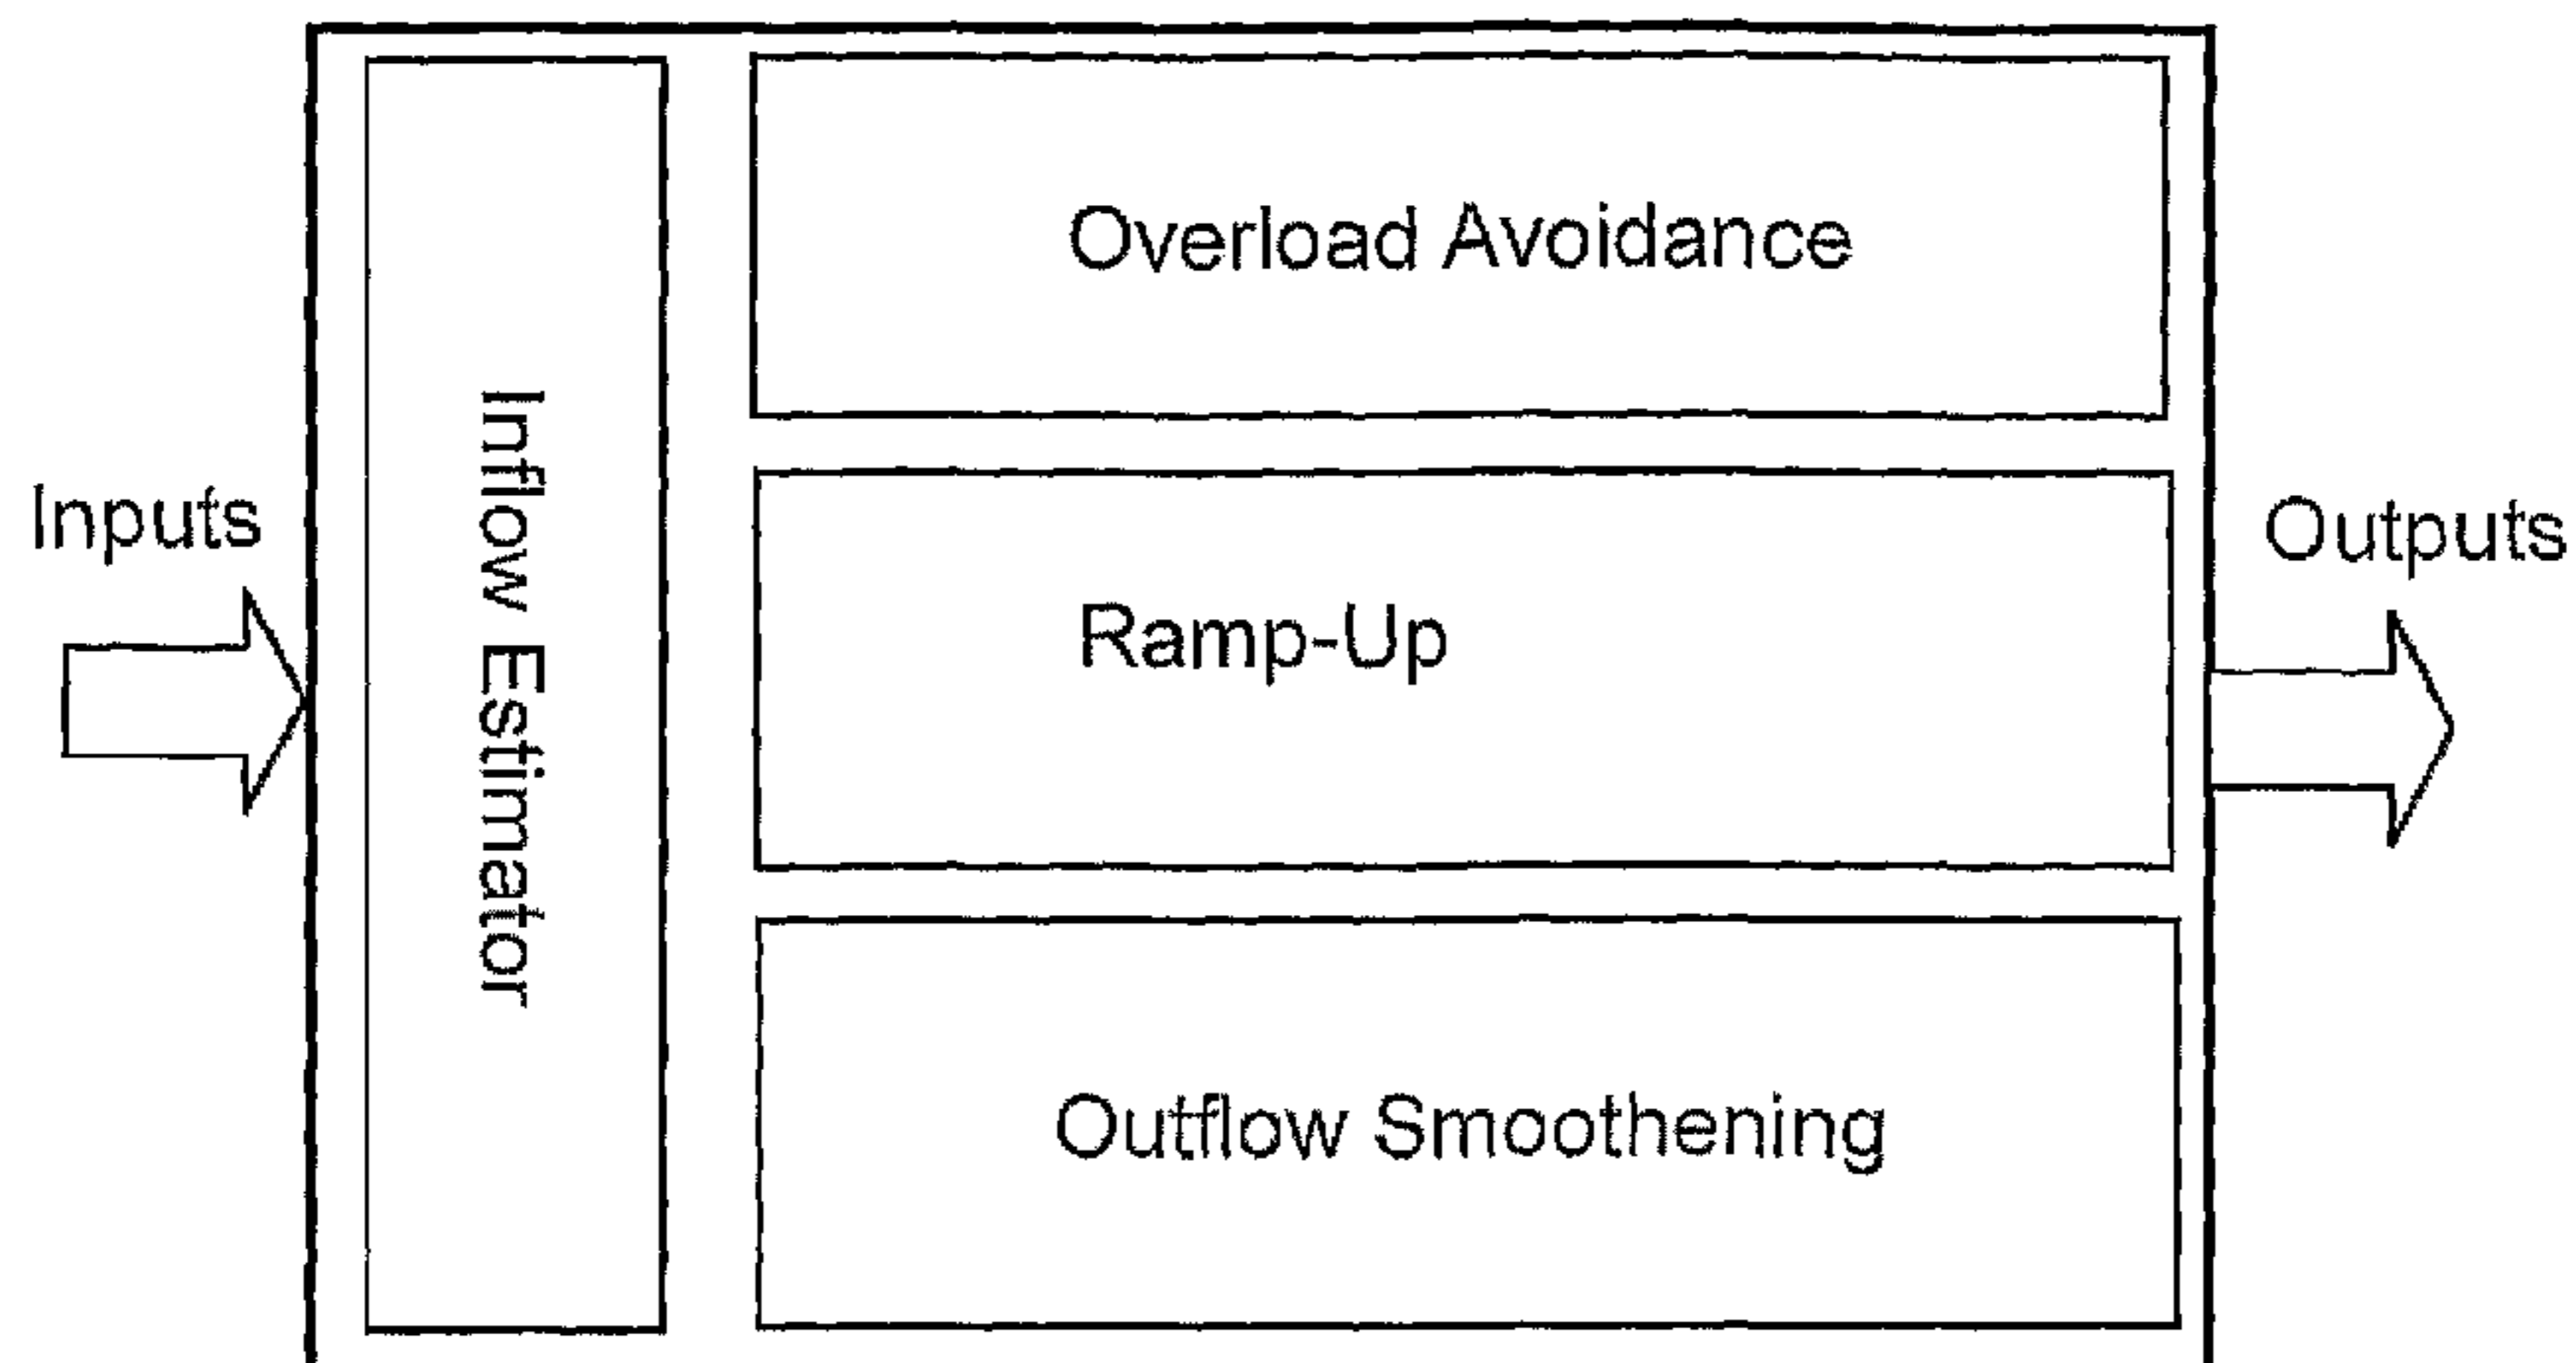 Overload Avoidance
Inputs
Inflow Estimator
Ramp-Up
Outputs
Outflow Smoothening